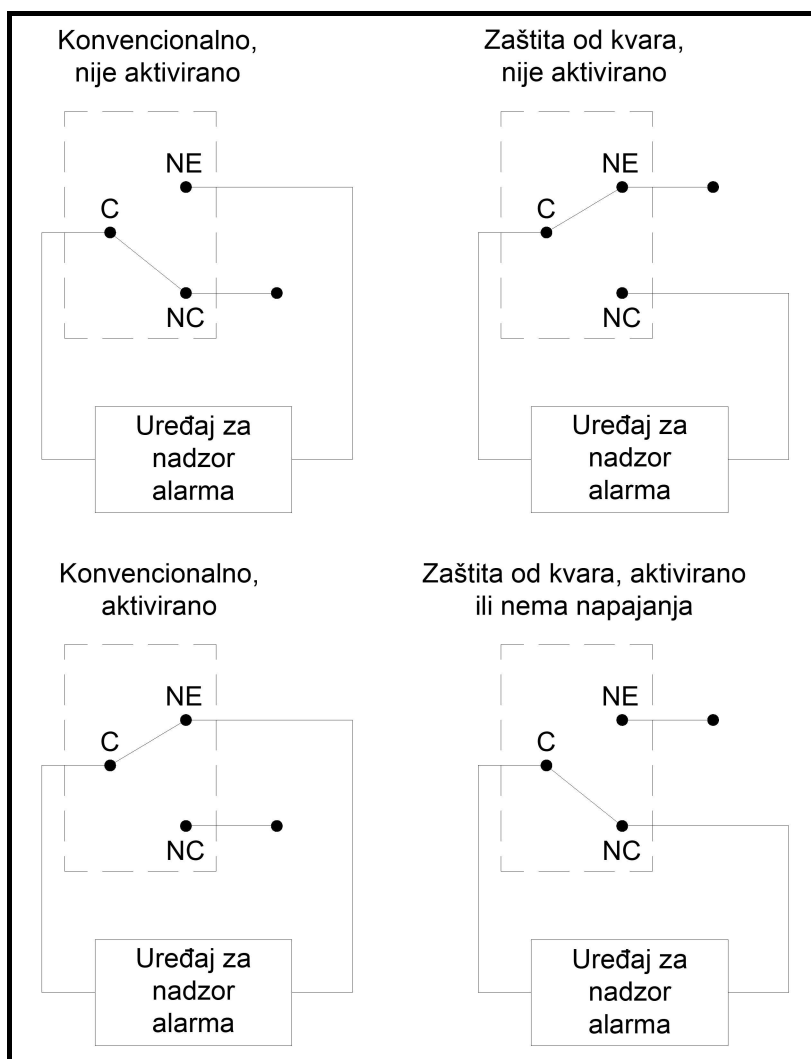 Konvencionalno,
nije aktivirano
NE
C
NC
Uređaj za
nadzor
alarma
Zaštita od kvara,
nije aktivirano
NE
C
NC
Uređaj za
nadzor
alarma
Konvencionalno,
aktivirano
NE
C
NC
Uređaj za
nadzor
alarma
Zaštita od kvara, aktivirano
ili nema napajanja
NE
C
NC
Uređaj za
nadzor
alarma